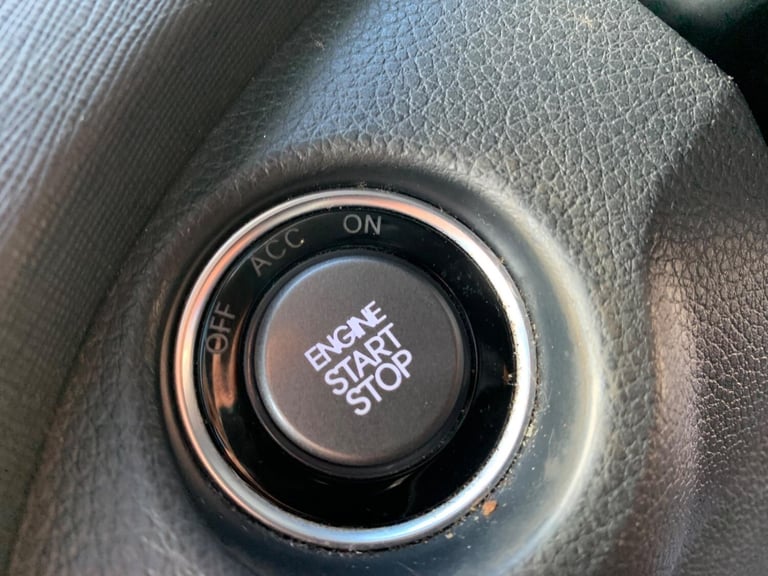 OFF
ACC
ON
ENGINE
START
STOP